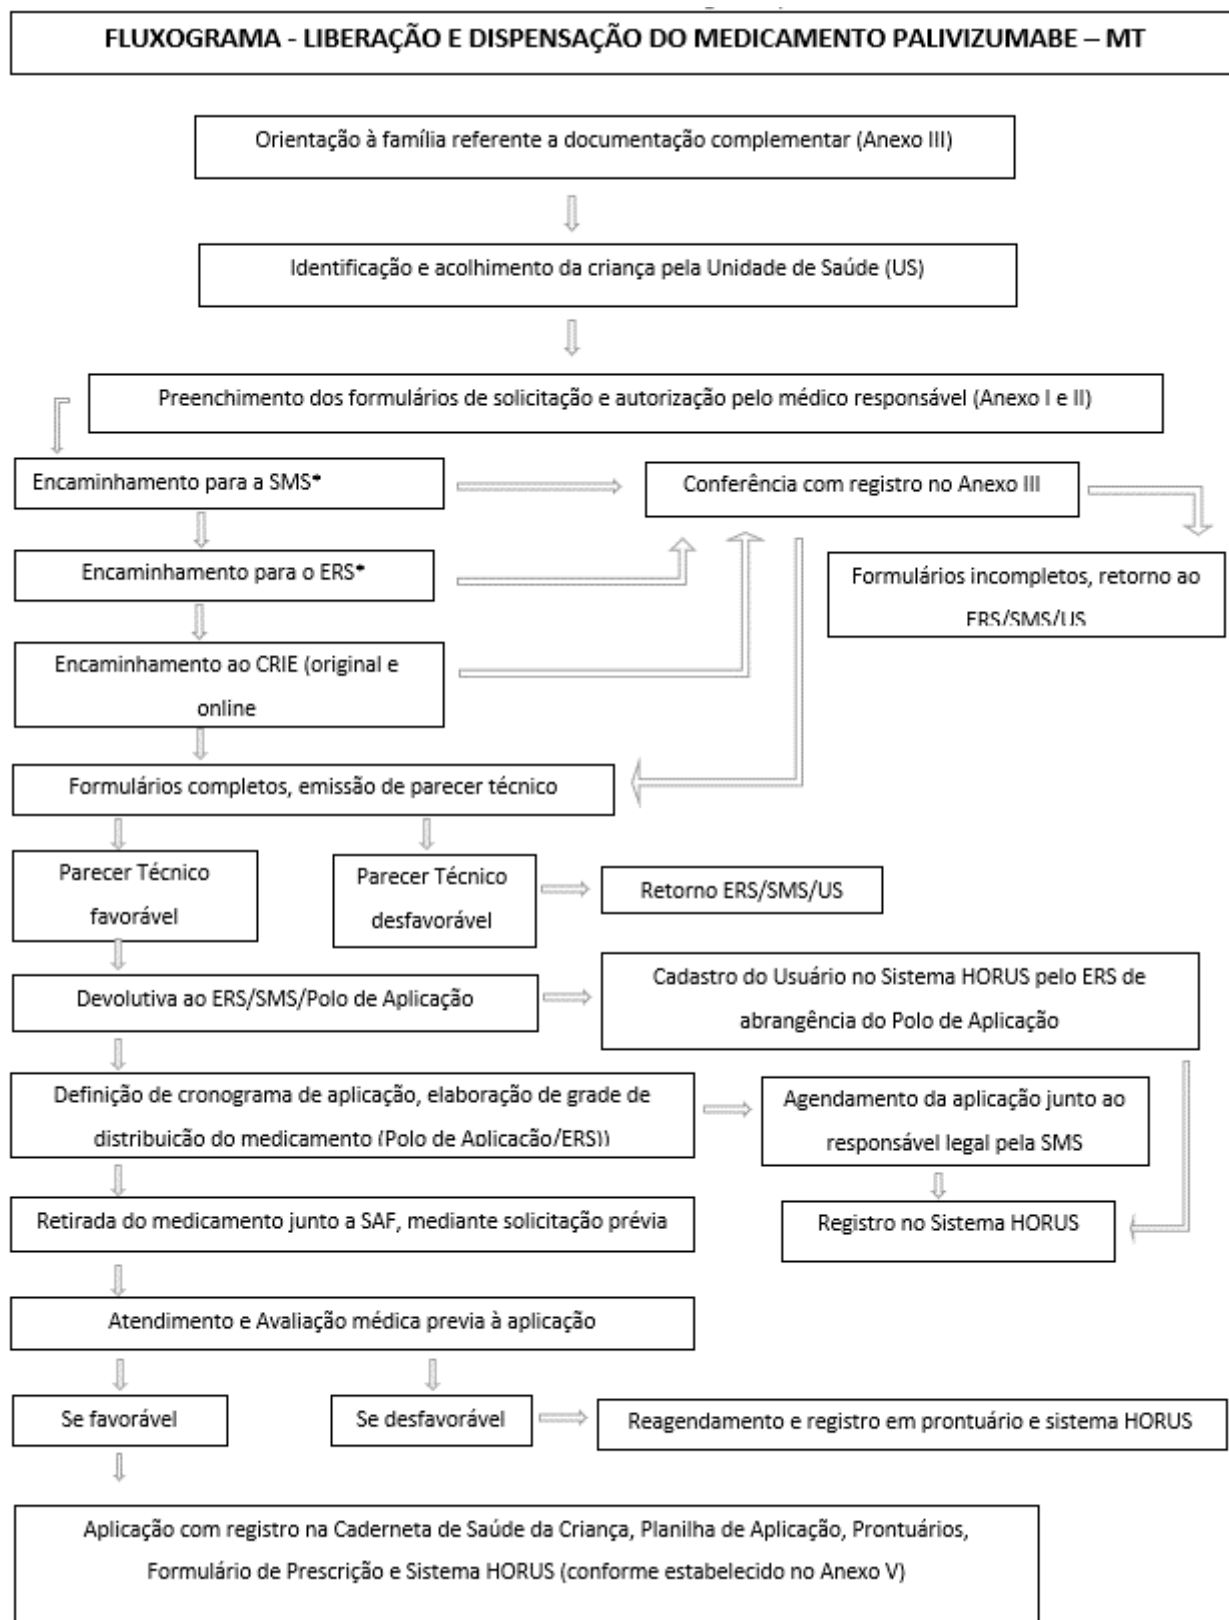 FLUXOGRAMA - LIBERAÇÃO E DISPENSAÇÃO DO MEDICAMENTO PALIVIZUMABE – MT
Orientação à família referente a documentação complementar (Anexo III)
Identificação e acolhimento da criança pela Unidade de Saúde (US)
Preenchimento dos formulários de solicitação e autorização pelo médico responsável (Anexo I e II)
Encaminhamento para a SMS*
Conferência com registro no Anexo III
Encaminhamento para o ERS*
Formulários incompletos, retorno ao
ERS/SMS/US
Encaminhamento ao CRIE (original e
online
Formulários completos, emissão de parecer técnico
Parecer Técnico
favorável
Parecer Técnico
desfavorável
Retorno ERS/SMS/US
Devolutiva ao ERS/SMS/Polo de Aplicação
Cadastro do Usuário no Sistema HORUS pelo ERS de
abrangência do Polo de Aplicação
Definição de cronograma de aplicação, elaboração de grade de
distribuição do medicamento (Polo de Aplicação/ERS))
Agendamento da aplicação junto ao
responsável legal pela SMS
Retirada do medicamento junto a SAF, mediante solicitação prévia
Registro no Sistema HORUS
Atendimento e Avaliação médica previa à aplicação
Se favorável
Se desfavorável
Reagendamento e registro em prontuário e sistema HORUS
Aplicação com registro na Caderneta de Saúde da Criança, Planilha de Aplicação, Prontuários,
Formulário de Prescrição e Sistema HORUS (conforme estabelecido no Anexo V)